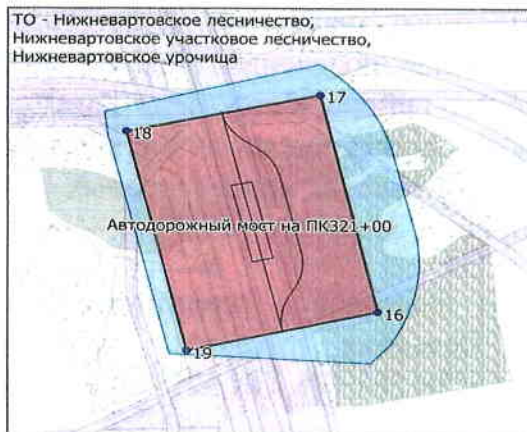 ТО - Нижневартовское лесничество,
Нижневартовское участковое лесничество,
Нижневартовское урочища
17
18
Автодорожный мост на ПК321+00
16
19